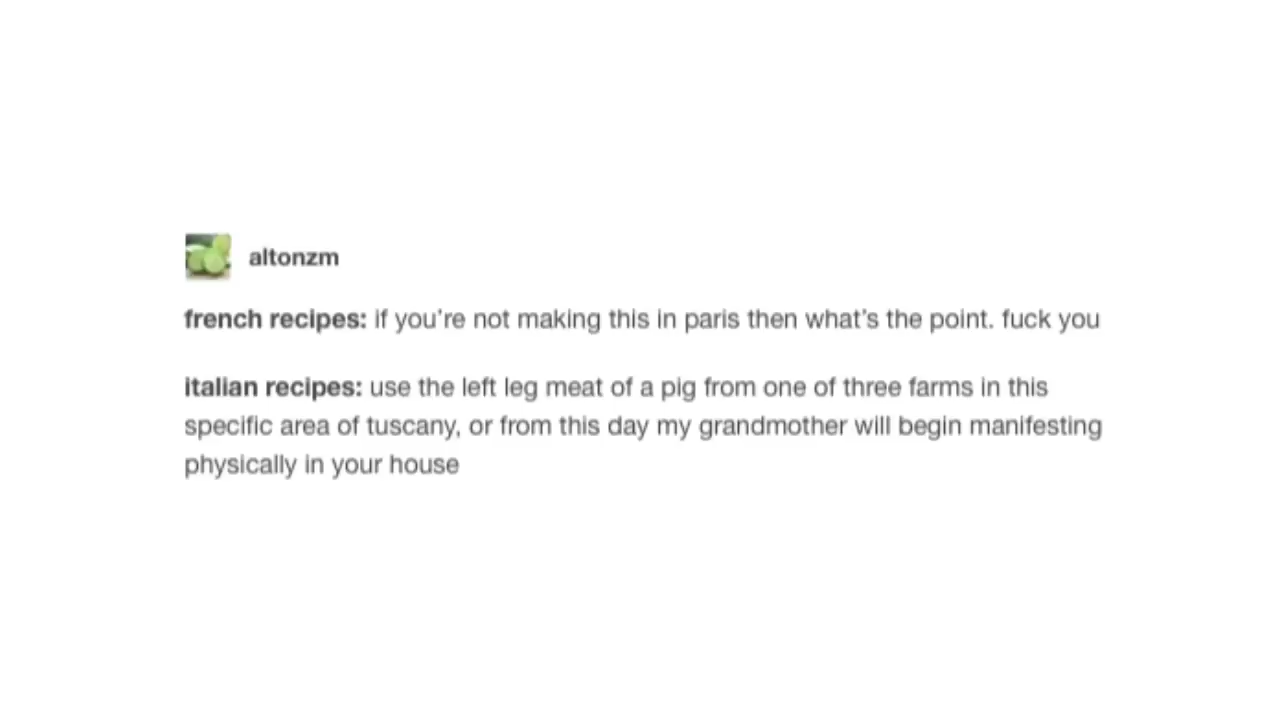 altonzm
french recipes: if you're not making this in paris then what's the point. fuck you
italian recipes: use the left leg meat of a pig from one of three farms in this
specific area of tuscany, or from this day my grandmother will begin manifesting
physically in your house